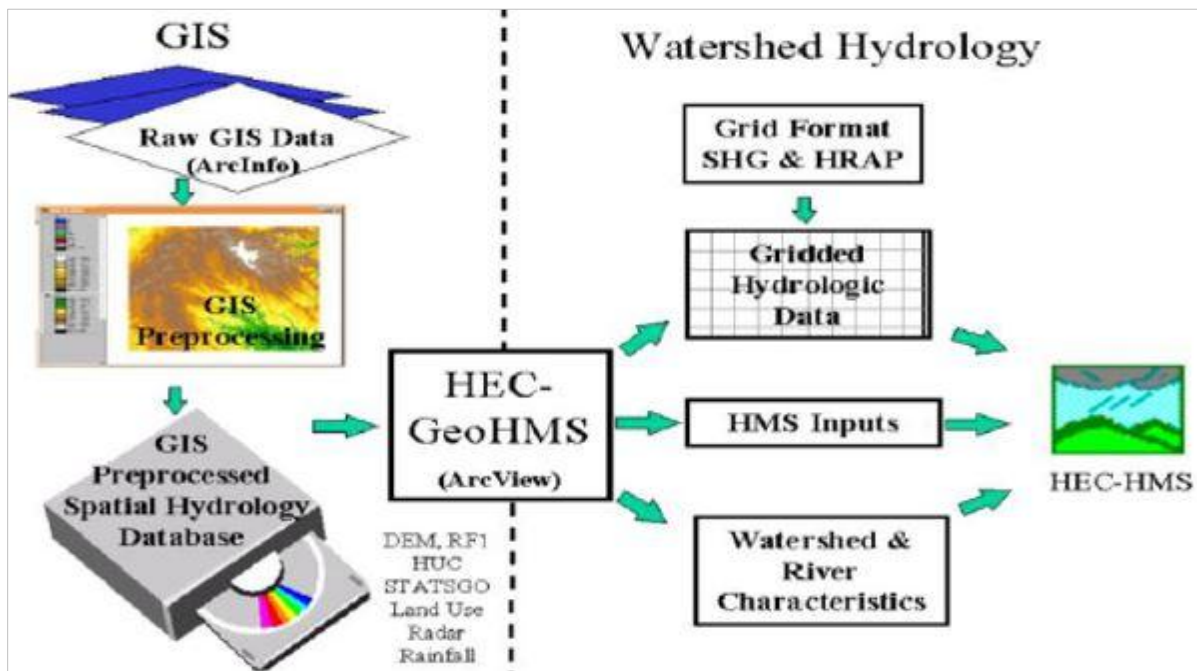 GIS
Raw GIS Data
(ArcInfo)
GIS
Preprocessing
GIS
Preprocessed
Spatial Hydrology
Database
DEM, RF1
HUC
STATSGO
Land Use
Radar
Rainfall
HEC-
GeoHMS
(ArcView)
Watershed Hydrology
Grid Format
SHG & HRAP
Gridded
Hydrologic
Data
HMS Inputs
Watershed &
River
Characteristics
HEC-HMS